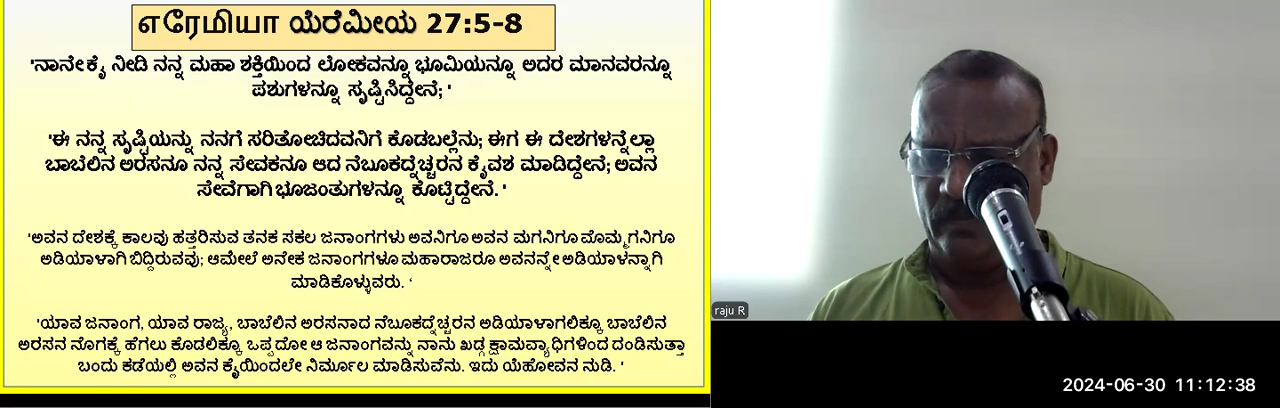 எரேமியா ಯೆರೆಮೀಯ 27:5-8
'ನಾನೇ ಕೈ ನೀಡಿ ನನ್ನ ಮಹಾ ಶಕ್ತಿಯಿಂದ ಲೋಕವನ್ನೂ ಭೂಮಿಯನ್ನೂ ಅದರ ಮಾನವರನ್ನೂ
ಪಶುಗಳನ್ನೂ ಸೃಷ್ಟಿಸಿದ್ದೇನೆ; '
'ಈ ನನ್ನ ಸೃಷ್ಟಿಯನ್ನು ನನಗೆ ಸರಿತೋಚಿದವನಿಗೆ ಕೊಡಬಲ್ಲೆನು; ಈಗ ಈ ದೇಶಗಳನ್ನೆಲ್ಲಾ
ಬಾಬೆಲಿನ ಅರಸನೂ ನನ್ನ ಸೇವಕನೂ ಆದ ನೆಬೂಕದ್ನೆಚ್ಚರನ ಕೈವಶ ಮಾಡಿದ್ದೇನೆ; ಅವನ
ಸೇವೆಗಾಗಿ ಭೂಜಂತುಗಳನ್ನೂ ಕೊಟ್ಟಿದ್ದೇನೆ. '
'ಅವನ ದೇಶಕ್ಕೆ ಕಾಲವು ಹತ್ತರಿಸುವ ತನಕ ಸಕಲ ಜನಾಂಗಗಳು ಅವನಿಗೂ ಅವನ ಮಗನಿಗೂ ಮೊಮ್ಮಗನಿಗೂ
ಅಡಿಯಾಳಾಗಿ ಬಿದ್ದಿರುವವು; ಆಮೇಲೆ ಅನೇಕ ಜನಾಂಗಗಳೂ ಮಹಾರಾಜರೂ ಅವನನ್ನೇ ಅಡಿಯಾಳನ್ನಾಗಿ
ಮಾಡಿಕೊಳ್ಳುವರು. '
'ಯಾವ ಜನಾಂಗ, ಯಾವ ರಾಜ್ಯ, ಬಾಬೆಲಿನ ಅರಸನಾದ ನೆಬೂಕದ್ನೆಚ್ಚರನ ಅಡಿಯಾಳಾಗಲಿಕ್ಕೂ ಬಾಬೆಲಿನ
ಅರಸನ ನೊಗಕ್ಕೆ ಹೆಗಲು ಕೊಡಲಿಕ್ಕೂ ಒಪ್ಪದೋ ಆ ಜನಾಂಗವನ್ನು ನಾನು ಖಡ್ಗಕ್ಷಾಮವ್ಯಾಧಿಗಳಿಂದ ದಂಡಿಸುತ್ತಾ
ಬಂದು ಕಡೆಯಲ್ಲಿ ಅವನ ಕೈಯಿಂದಲೇ ನಿರ್ಮೂಲ ಮಾಡಿಸುವೆನು. ಇದು ಯೆಹೋವನ ನುಡಿ. '
raju R
2024-06-30 11:12:38